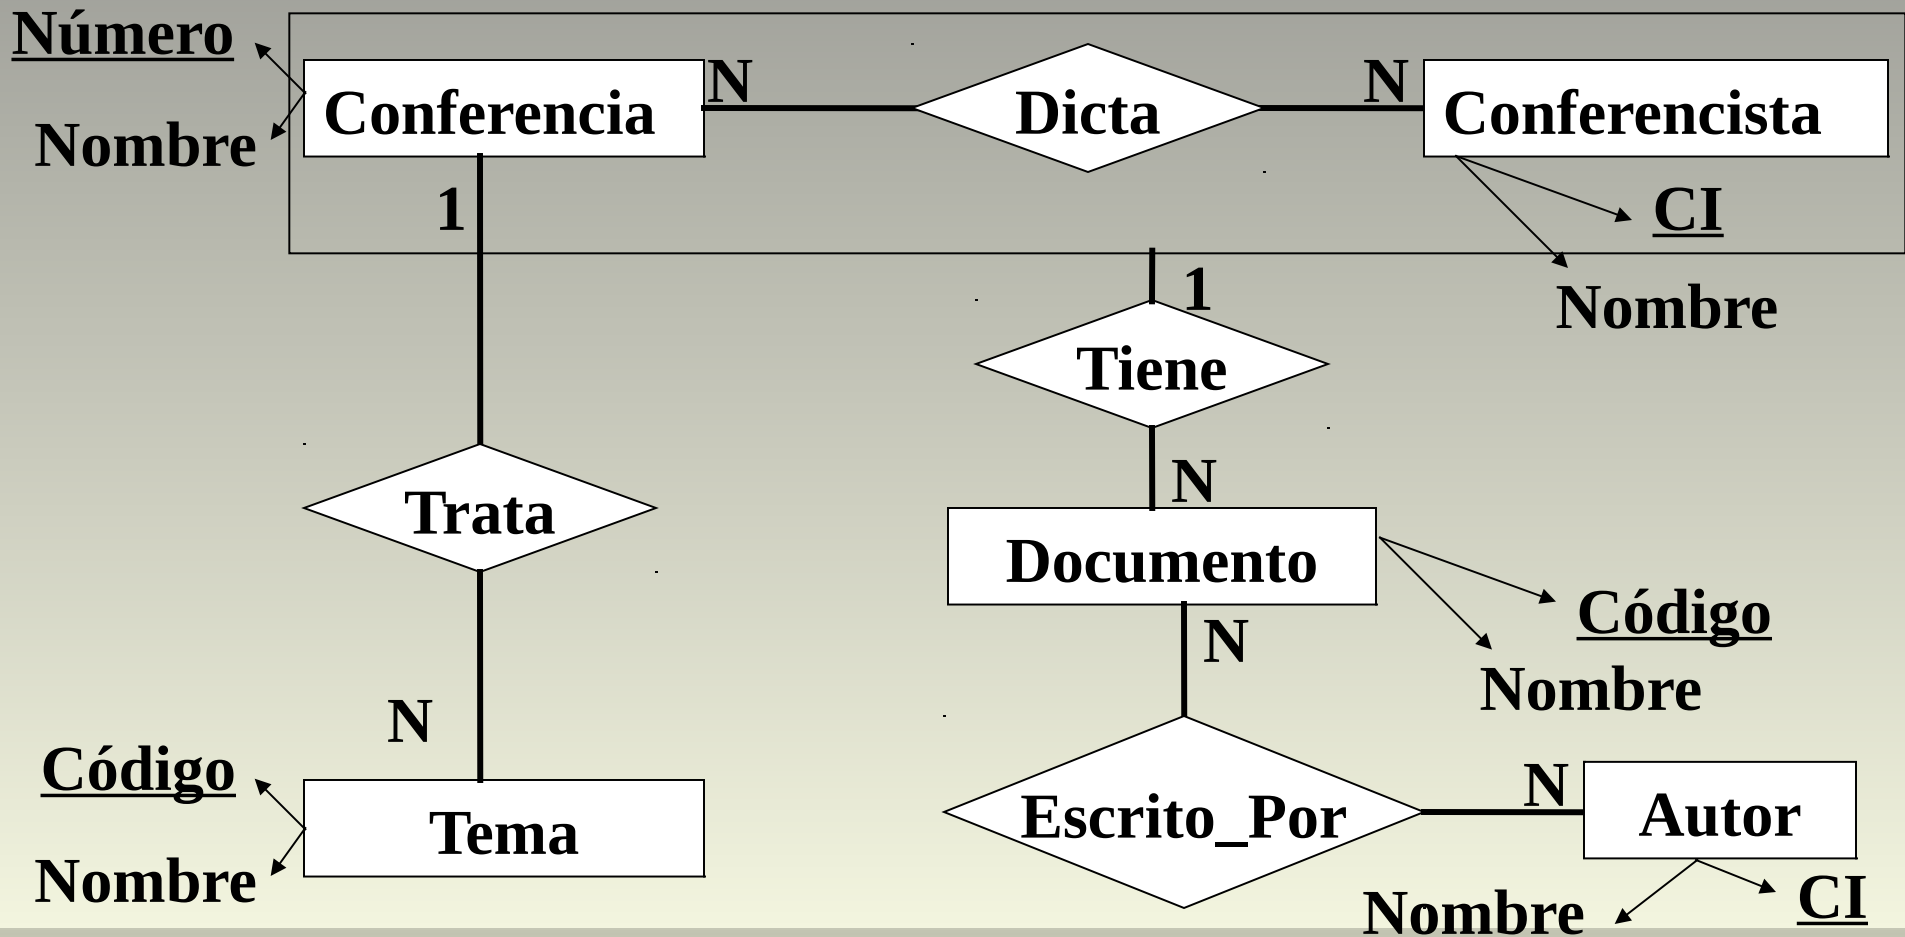 Número
Conferencia
N
Dicta
N
Conferencista
Nombre
1
CI
1
Nombre
Tiene
Trata
N
Documento
Código
N
Nombre
N
Código
Tema
Escrito_Por
N
Autor
Nombre
Nombre
CI